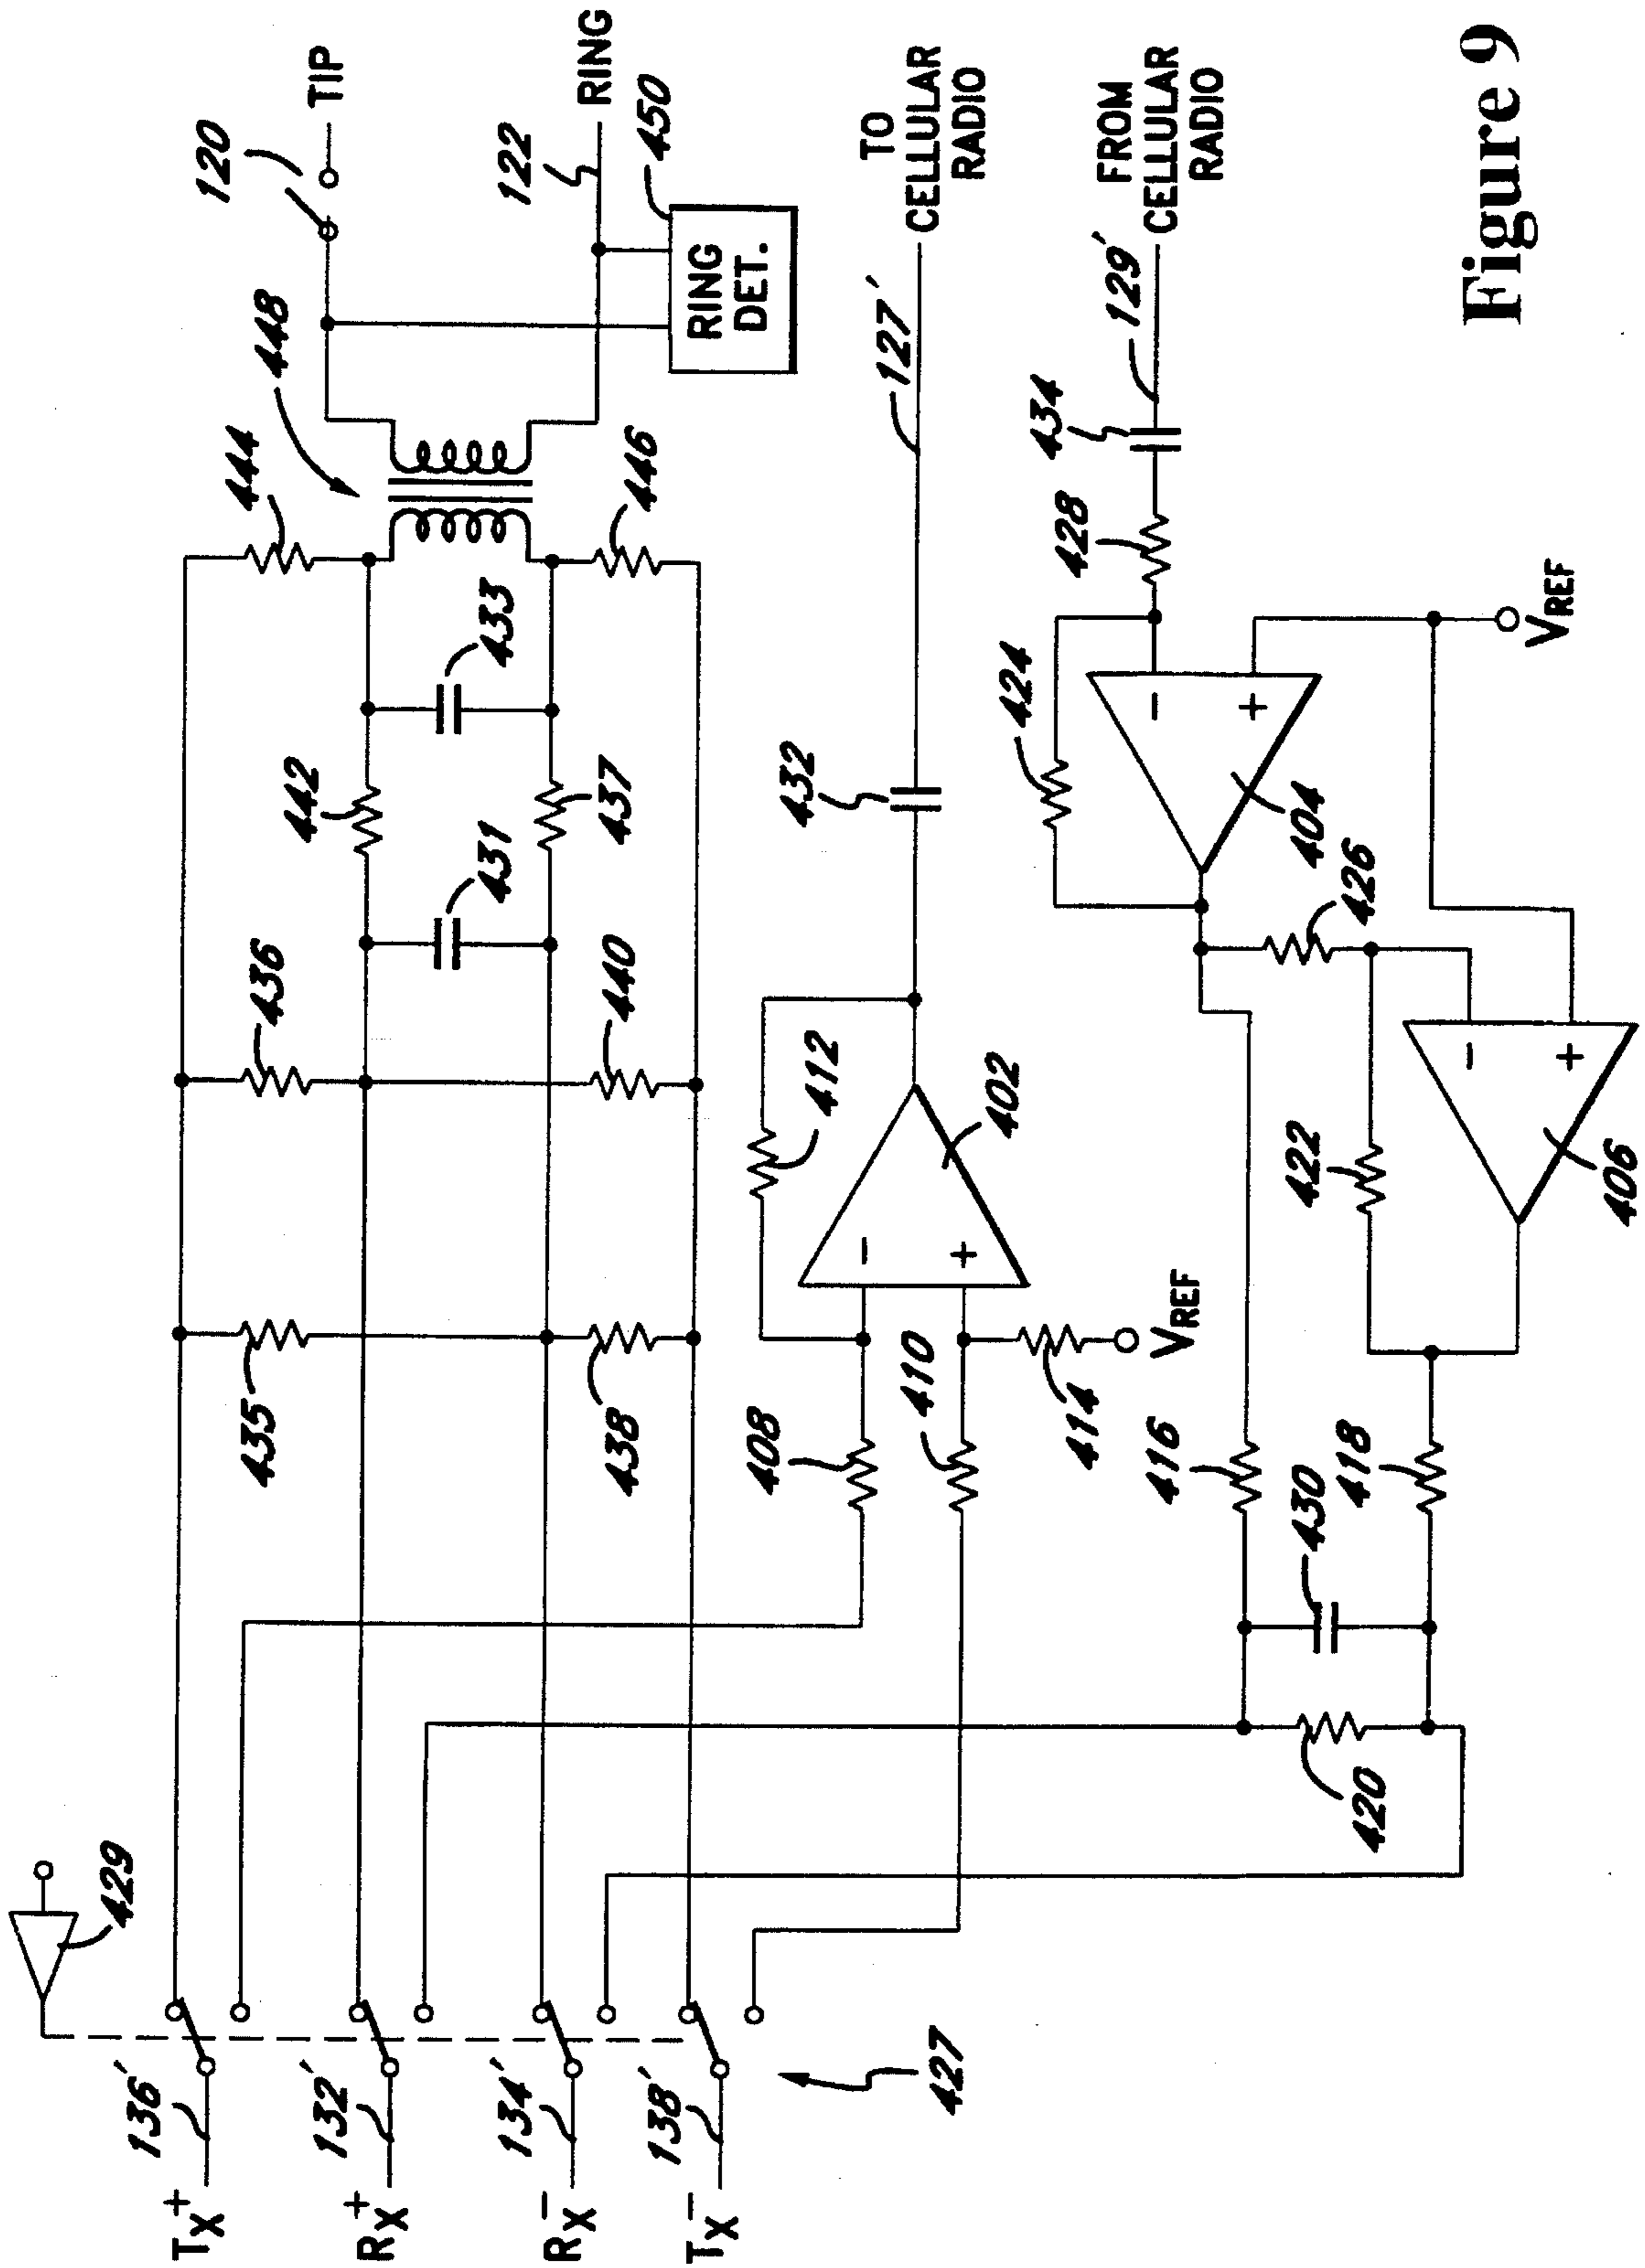 429
136'
TX+
132'
RX+
134'
RX−
138'
TX−
427
435
436
444
448
120
TIP
442
433
431
437
438
440
446
122
RING
450
RING
DET.
408
412
402
432
127'
TO
CELLULAR
RADIO
410
414
VREF
−
+
416
424
428
434
129'
FROM
CELLULAR
RADIO
−
+
404
426
430
418
422
420
−
+
406
VREF
Figure 9